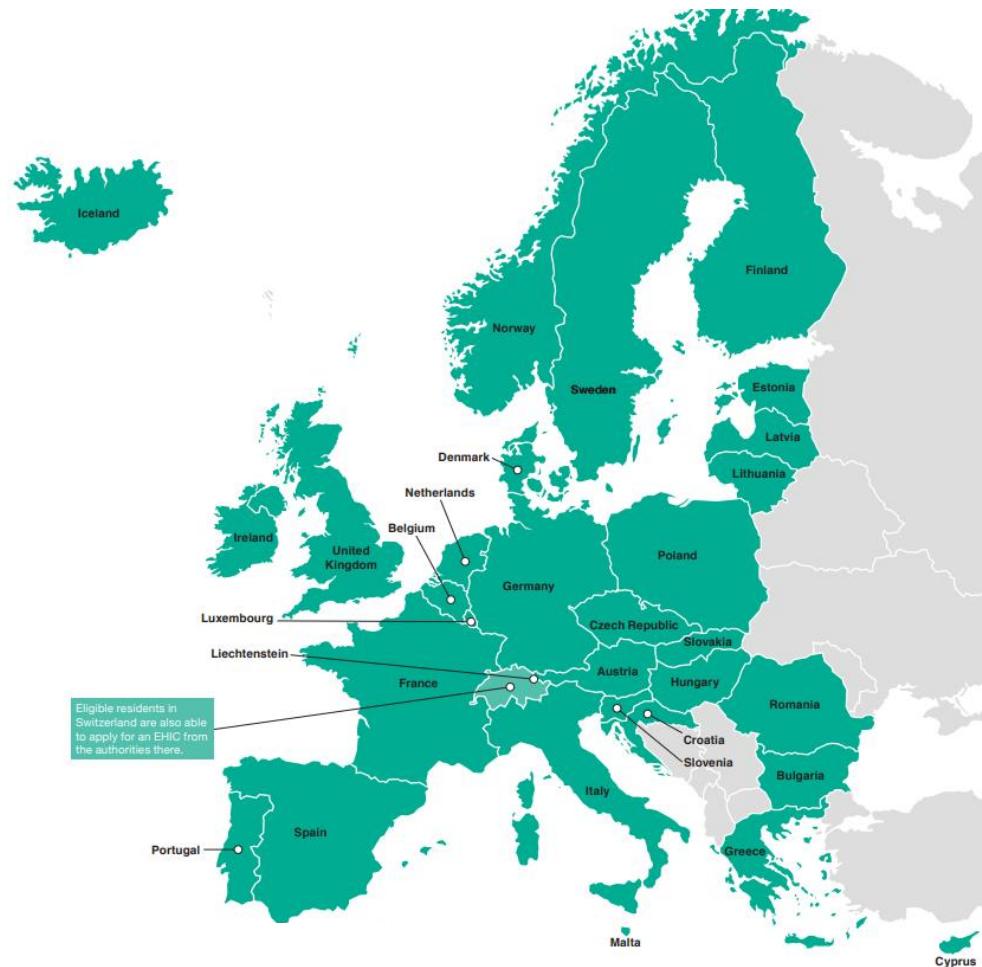 Iceland
Finland
Norway
Sweden
Estonia
Latvia
Denmark
Lithuania
Netherlands
Belgium
Ireland
United
Kingdom
Poland
Germany
Luxembourg
Czech Republic
Slovakia
Liechtenstein
Austria
France
Hungary
Eligible residents in
Switzerland are also able
to apply for an EHIC from
the authorities there.
Romania
Croatia
Slovenia
Bulgaria
Italy
Spain
Portugal
Greece
Malta
Cyprus